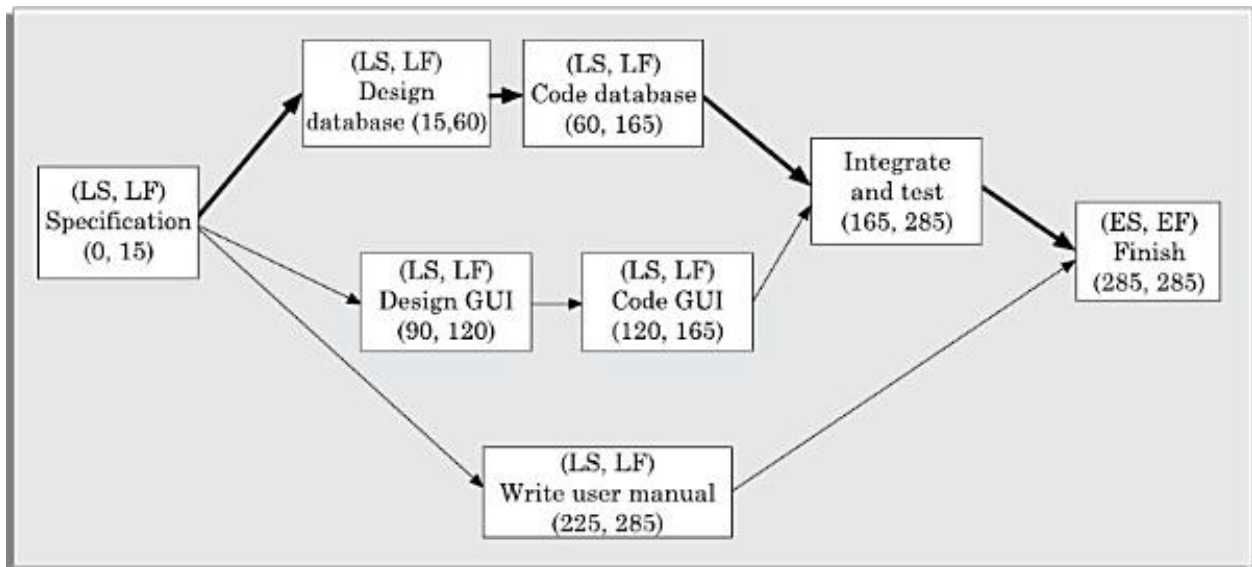 (LS, LF)
Design
database (15,60)
(LS, LF)
Code database
(60, 165)
(LS, LF)
Specification
(0, 15)
Integrate
and test
(165, 285)
(ES, EF)
Finish
(285, 285)
(LS, LF)
Design GUI
(90, 120)
(LS, LF)
Code GUI
(120, 165)
(LS, LF)
Write user manual
(225, 285)